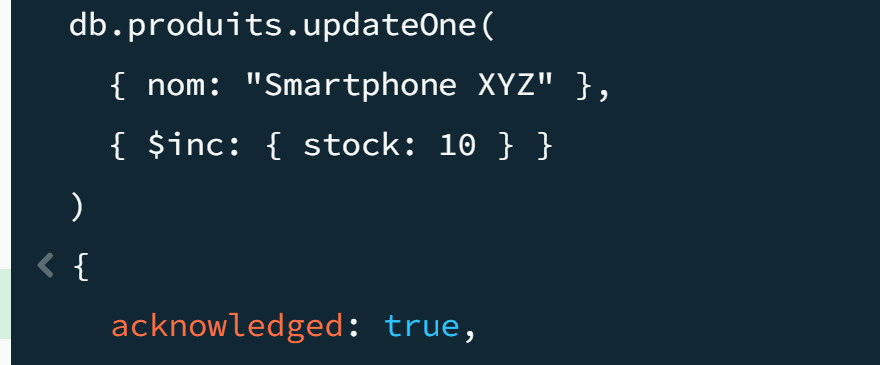 db.produits.updateOne(
{ nom: "Smartphone XYZ" },
{ $inc: { stock: 10 } }
)
< {
acknowledged: true,